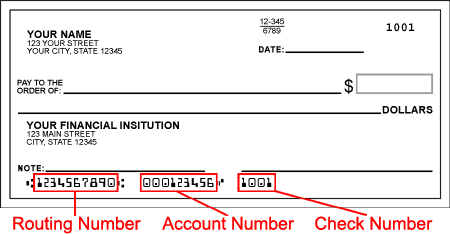 YOUR NAME
123 YOUR STREET
YOUR CITY, STATE 12345
12-345
6789
1001
DATE:
PAY TO THE
ORDER OF:
$
DOLLARS
YOUR FINANCIAL INSITUTION
123 MAIN STREET
CITY, STATE 12345
NOTE:
⑆1234567890⑆ 000123456⑈ 1001
Routing Number Account Number Check Number